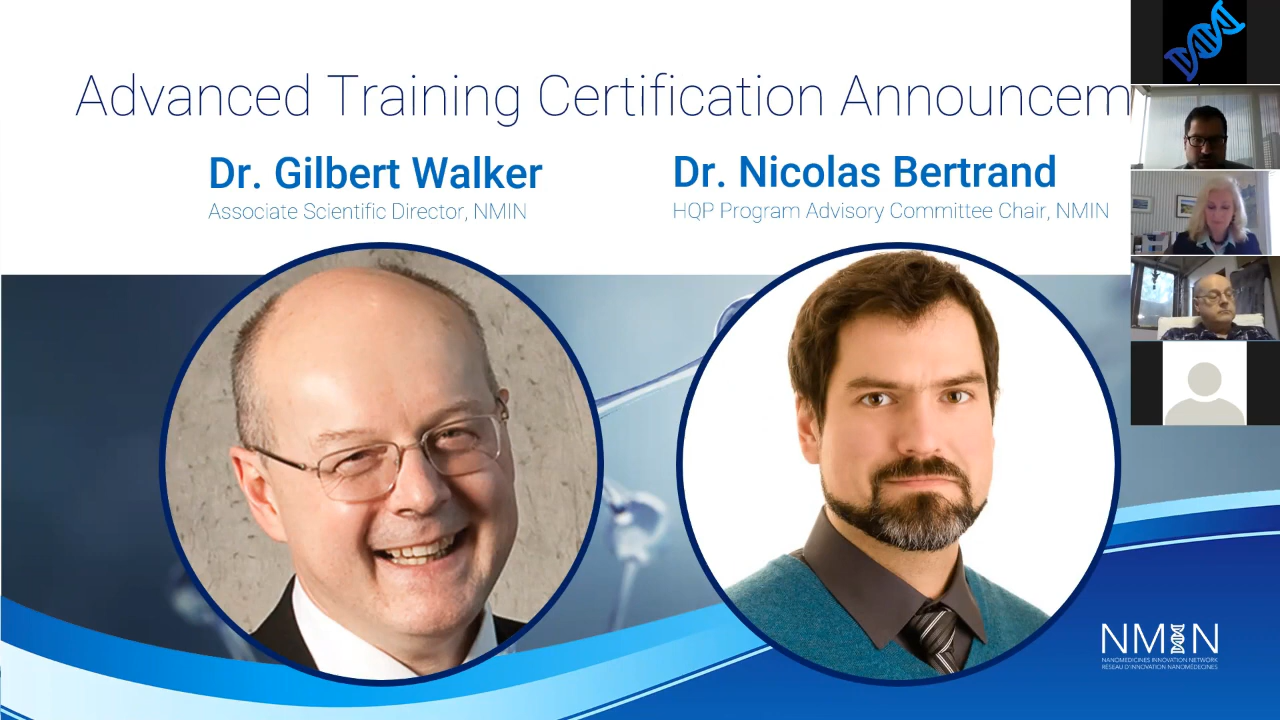 Advanced Training Certification Announcem
Dr. Gilbert Walker
Associate Scientific Director, NMIN
Dr. Nicolas Bertrand
HQP Program Advisory Committee Chair, NMIN
NMIN
NANOMEDICINES INNOVATION NETWORK
RÉSEAU D'INNOVATION NANOMÉDECINES